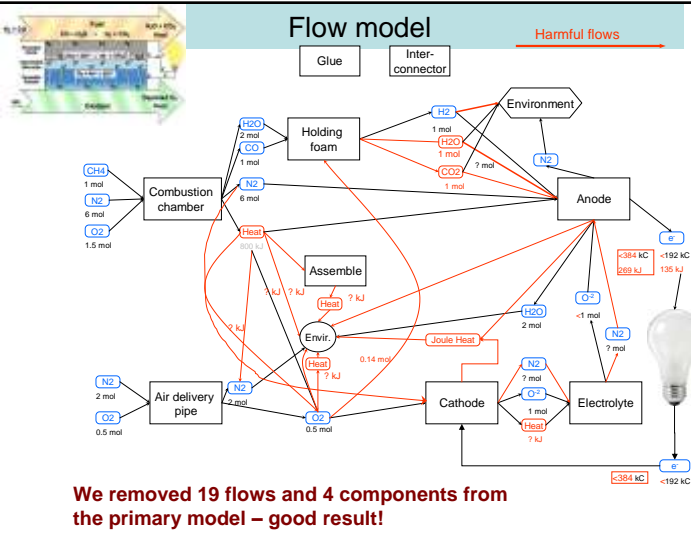 Flow model
Harmful flows
Glue
Inter-
connector
Environment
H2O
2 mol
CO
1 mol
Holding
foam
H2
1 mol
H2O
1 mol
CO2
1 mol
? mol
N2
CH4
1 mol
N2
6 mol
O2
1.5 mol
Combustion
chamber
N2
6 mol
Anode
Heat
800 kJ
e-
<384 kC
269 kJ
<192 kC
135 kJ
Assemble
Heat
? kJ
? kJ
? kJ
? kJ
Envir.
Heat
? kJ
O-2
<1 mol
H2O
2 mol
Joule Heat
N2
? mol
0.14 mol
N2
2 mol
O2
0.5 mol
Air delivery
pipe
N2
2 mol
O2
0.5 mol
Cathode
N2
? mol
O-2
1 mol
Heat
? kJ
Electrolyte
e-
<384 kC
<192 kC
We removed 19 flows and 4 components from
the primary model – good result!